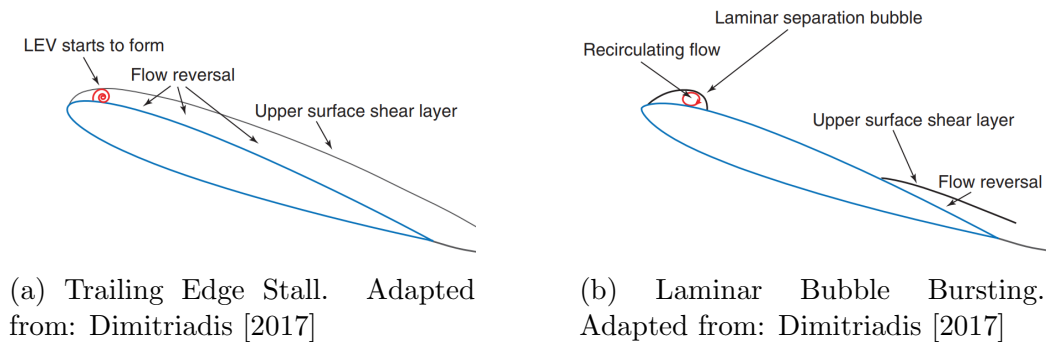 LEV starts to form
Flow reversal
Upper surface shear layer
(a) Trailing Edge Stall. Adapted
from: Dimitriadis [2017]
Laminar separation bubble
Recirculating flow
Upper surface shear layer
Flow reversal
(b) Laminar Bubble Bursting.
Adapted from: Dimitriadis [2017]